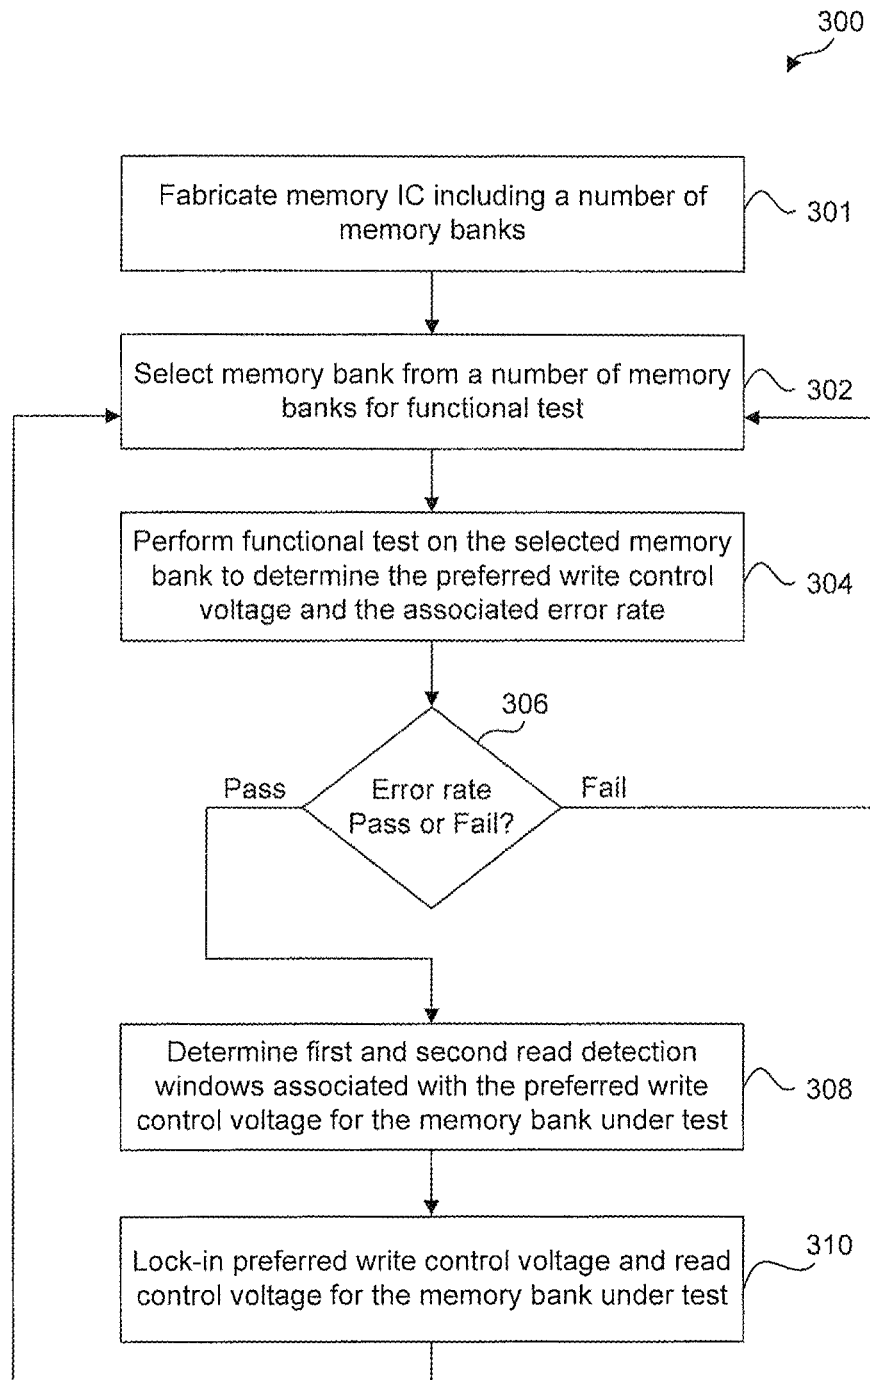 300
Fabricate memory IC including a number of
memory banks
301
Select memory bank from a number of memory
banks for functional test
302
Perform functional test on the selected memory
bank to determine the preferred write control
voltage and the associated error rate
304
306
Pass
Error rate
Pass or Fail?
Fail
Determine first and second read detection
windows associated with the preferred write
control voltage for the memory bank under test
308
Lock-in preferred write control voltage and read
control voltage for the memory bank under test
310